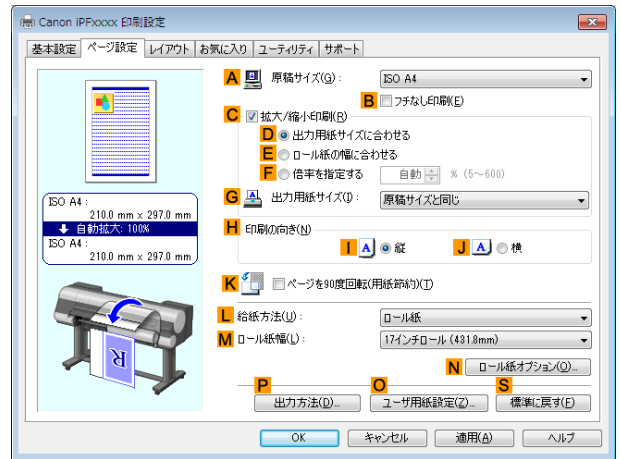 Canon iPFxxxx 印刷設定
基本設定 ページ設定 レイアウト お気に入り ユーティリティ サポート
A 原稿サイズ(G): ISO A4
B フチなし印刷(E)
C 拡大/縮小印刷(R)
D 出力用紙サイズに合わせる
E ロール紙の幅に合わせる
F 倍率を指定する 自動 % (5～600)
G A 出力用紙サイズ(I): 原稿サイズと同じ
H 印刷の向き(N)
I A 縦 J A 横
K ページを90度回転(用紙節約)(T)
L 給紙方法(U): ロール紙
M ロール紙幅(L): 17インチロール (431.8mm)
N ロール紙オプション(O)...
P O S
出力方法(D)... ユーザ用紙設定(Z)... 標準に戻す(F)
ISO A4 :
210.0 mm x 297.0 mm
自動拡大: 100%
ISO A4 :
210.0 mm x 297.0 mm
R
OK キャンセル 適用(A) ヘルプ